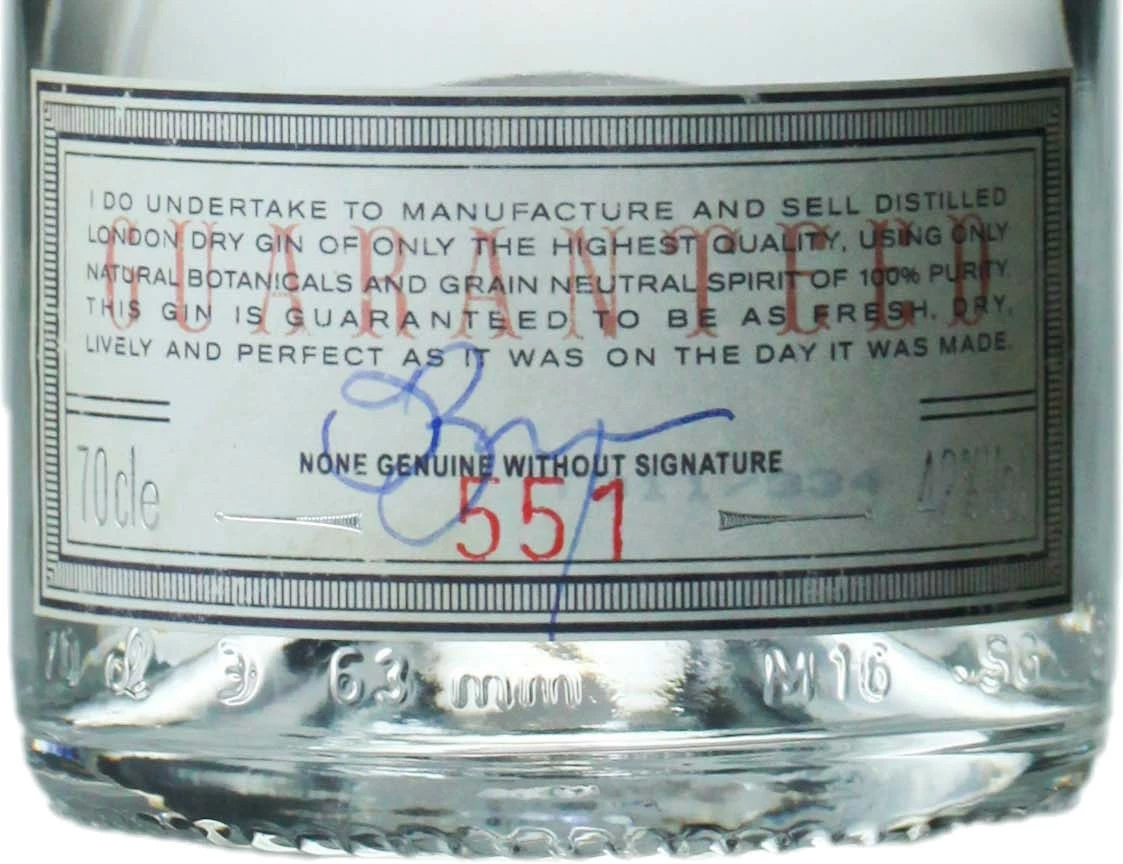 I DO UNDERTAKE TO MANUFACTURE AND SELL DISTILLED
LONDON DRY GIN OF ONLY THE HIGHEST QUALITY, USING ONLY
NATURAL BOTANICALS AND GRAIN NEUTRAL SPIRIT OF 100% PURITY.
GUARANTEED
THIS GIN IS GUARANTEED TO BE AS FRESH, DRY,
LIVELY AND PERFECT AS IT WAS ON THE DAY IT WAS MADE.
NONE GENUINE WITHOUT SIGNATURE
70cle
551
70 cl 63 mm M16 SG